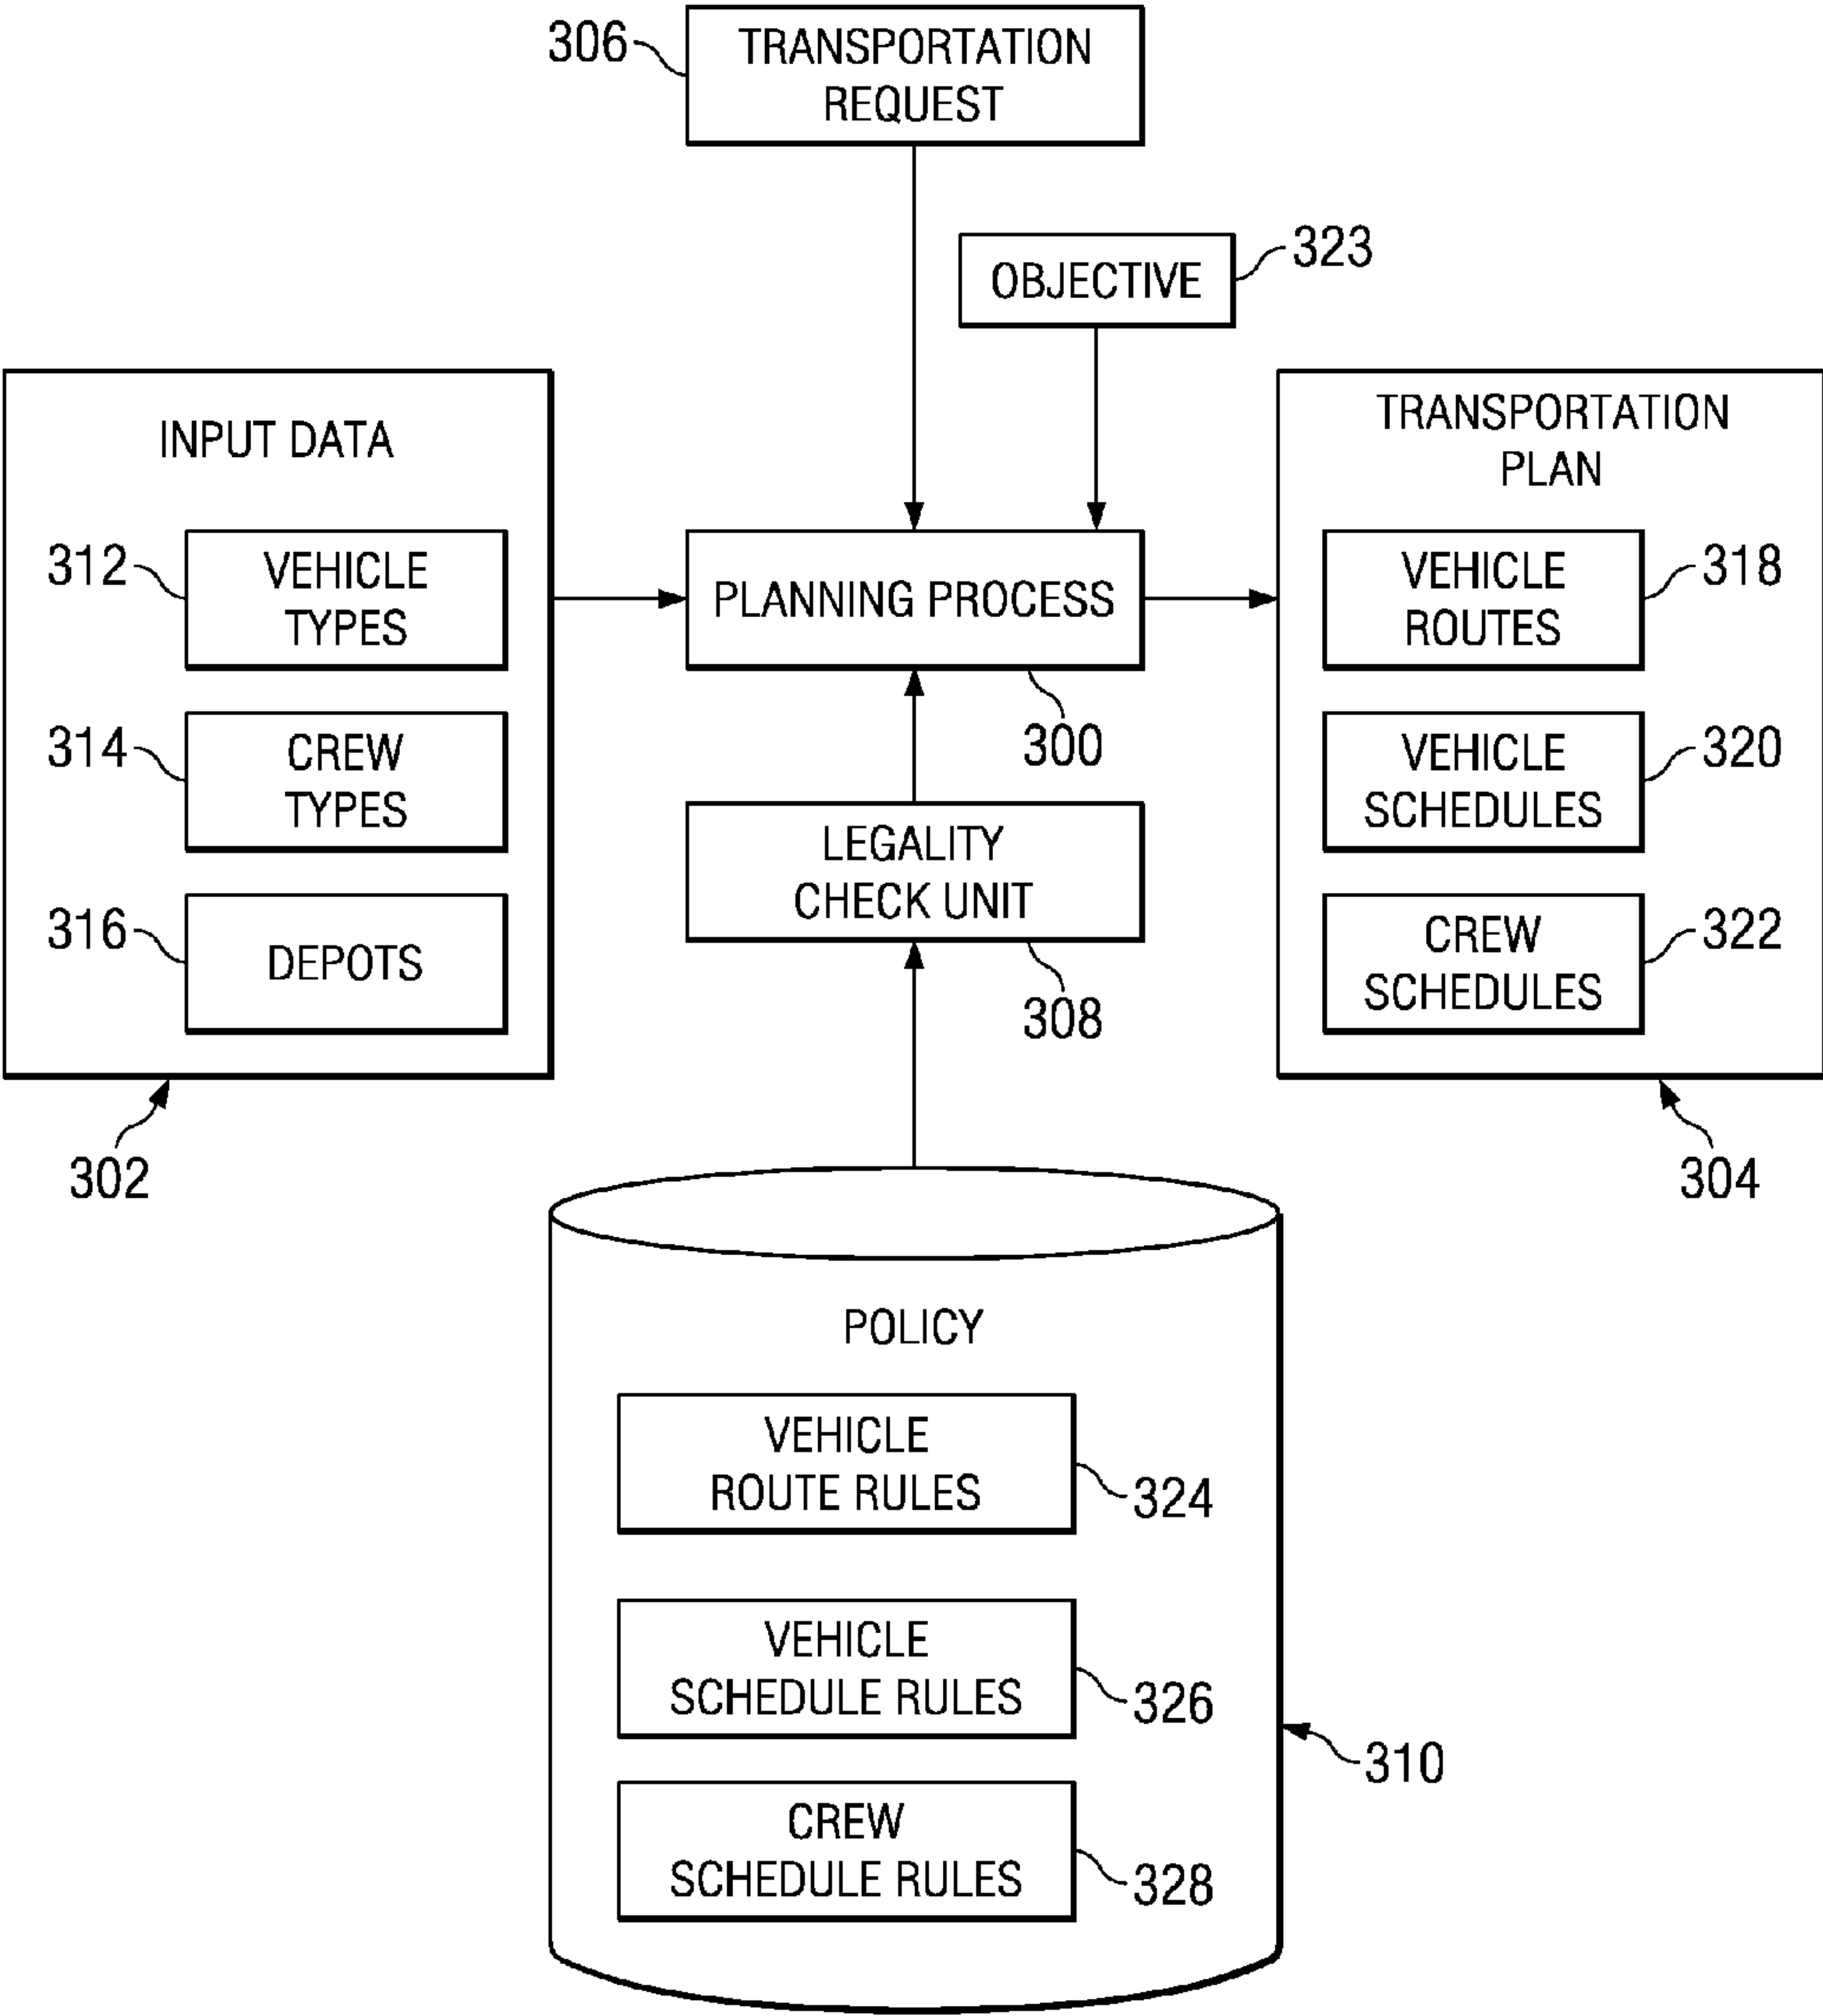 306
TRANSPORTATION
REQUEST
OBJECTIVE
323
INPUT DATA
312
VEHICLE
TYPES
314
CREW
TYPES
316
DEPOTS
302
PLANNING PROCESS
300
LEGALITY
CHECK UNIT
308
TRANSPORTATION
PLAN
VEHICLE
ROUTES
318
VEHICLE
SCHEDULES
320
CREW
SCHEDULES
322
304
POLICY
VEHICLE
ROUTE RULES
324
VEHICLE
SCHEDULE RULES
326
CREW
SCHEDULE RULES
328
310